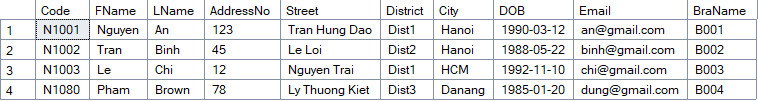 Code FName LName AddressNo Street District City DOB Email BraName
1 N1001 Nguyen An 123 Tran Hung Dao Dist1 Hanoi 1990-03-12 an@gmail.com B001
2 N1002 Tran Binh 45 Le Loi Dist2 Hanoi 1988-05-22 binh@gmail.com B002
3 N1003 Le Chi 12 Nguyen Trai Dist1 HCM 1992-11-10 chi@gmail.com B003
4 N1080 Pham Brown 78 Ly Thuong Kiet Dist3 Danang 1985-01-20 dung@gmail.com B004